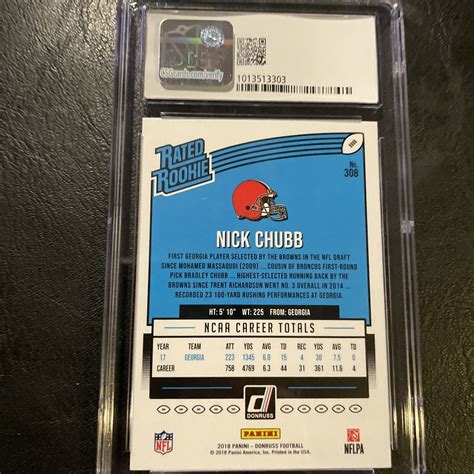 CSGcards.com/verify
1013513303
RATED
ROOKIE
No.
308
NICK CHUBB
FIRST GEORGIA PLAYER SELECTED BY THE BROWNS IN THE NFL DRAFT
SINCE MOHAMED MASSAQUOI (2009) ... COUSIN OF BRONCOS FIRST-ROUND
PICK BRADLEY CHUBB ... HIGHEST-SELECTED RUNNING BACK BY THE
BROWNS SINCE TRENT RICHARDSON WENT NO. 3 OVERALL IN 2014 ...
RECORDED 23 100-YARD RUSHING PERFORMANCES AT GEORGIA.
HT: 5' 10" WT: 225 FROM: GEORGIA
NCAA CAREER TOTALS
YEAR TEAM ATT YDS AVG TD REC YDS AVG TD
17 GEORGIA 223 1345 6.0 15 4 30 7.5 0
CAREER 758 4769 6.3 44 31 361 11.6 4
DONRUSS
NFL
PANINI
NFLPA
2018 PANINI - DONRUSS FOOTBALL
© 2018 Panini America, Inc. Printed in the USA.